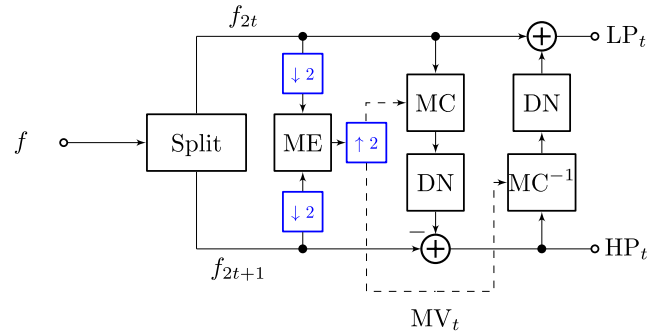 f₂ₜ
LPₜ
↓ 2
MC
DN
f
Split
ME
↑ 2
DN
MC⁻¹
↓ 2
−
f₂ₜ₊₁
HPₜ
MVₜ